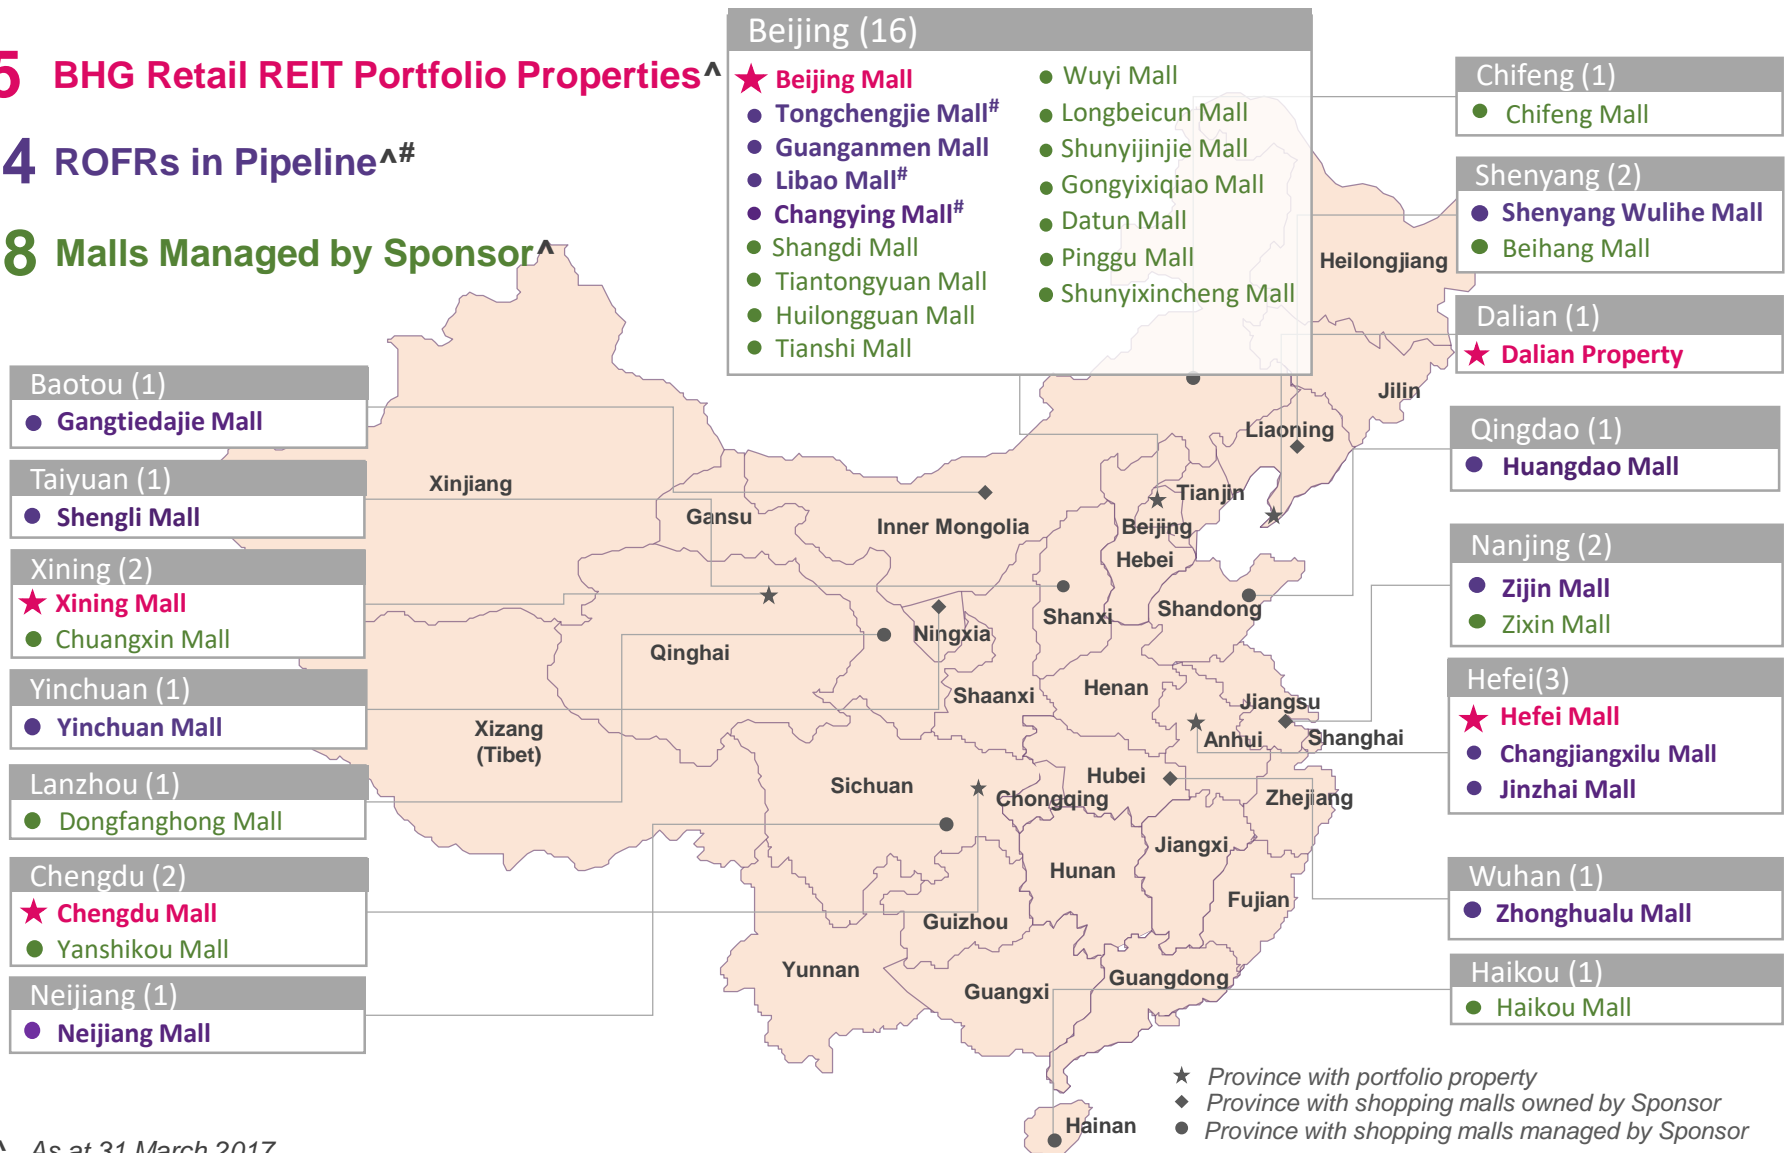 5 BHG Retail REIT Portfolio Properties^
4 ROFRs in Pipeline^#
8 Malls Managed by Sponsor^
Beijing (16)
Beijing Mall
Tongchengjie Mall#
Guanganmen Mall
Libao Mall#
Changying Mall#
Shangdi Mall
Tiantongyuan Mall
Huilongguan Mall
Tianshi Mall
Wuyi Mall
Longbeicun Mall
Shunyijinjie Mall
Gongyixiqiao Mall
Datun Mall
Pinggu Mall
Shunyixincheng Mall
Chifeng (1)
Chifeng Mall
Shenyang (2)
Shenyang Wulihe Mall
Beihang Mall
Dalian (1)
Dalian Property
Qingdao (1)
Huangdao Mall
Nanjing (2)
Zijin Mall
Zixin Mall
Hefei(3)
Hefei Mall
Changjiangxilu Mall
Jinzhai Mall
Wuhan (1)
Zhonghualu Mall
Haikou (1)
Haikou Mall
Baotou (1)
Gangtiedajie Mall
Taiyuan (1)
Shengli Mall
Xining (2)
Xining Mall
Chuangxin Mall
Yinchuan (1)
Yinchuan Mall
Lanzhou (1)
Dongfanghong Mall
Chengdu (2)
Chengdu Mall
Yanshikou Mall
Neijiang (1)
Neijiang Mall
Heilongjiang
Jilin
Liaoning
Xinjiang
Gansu
Inner Mongolia
Tianjin
Beijing
Hebei
Shanxi
Shandong
Ningxia
Qinghai
Shaanxi
Henan
Jiangsu
Xizang
(Tibet)
Anhui
Shanghai
Sichuan
Hubei
Chongqing
Zhejiang
Jiangxi
Hunan
Fujian
Guizhou
Yunnan
Guangxi
Guangdong
Hainan
Province with portfolio property
Province with shopping malls owned by Sponsor
Province with shopping malls managed by Sponsor
^ As at 31 March 2017